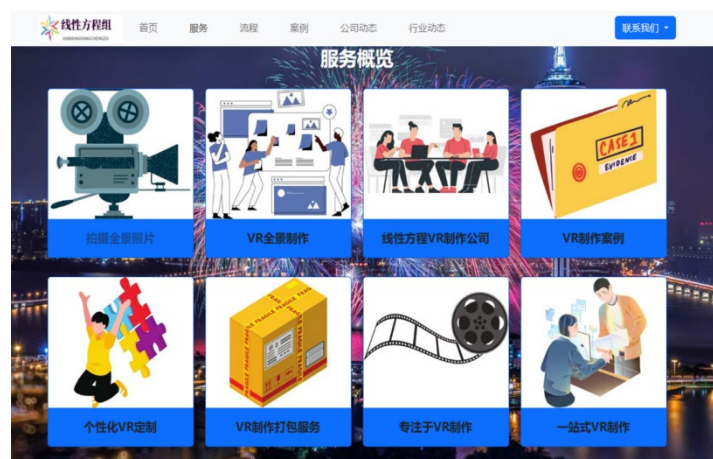 线性方程组
首页 服务 流程 案例 公司动态 行业动态 联系我们
服务概览
CASE 1
EVIDENCE
拍摄全景照片 VR全景制作 线性方程VR制作公司 VR制作案例
FRAGILE FRAGILE FRAGILE
个性化VR定制 VR制作打包服务 专注于VR制作 一站式VR制作